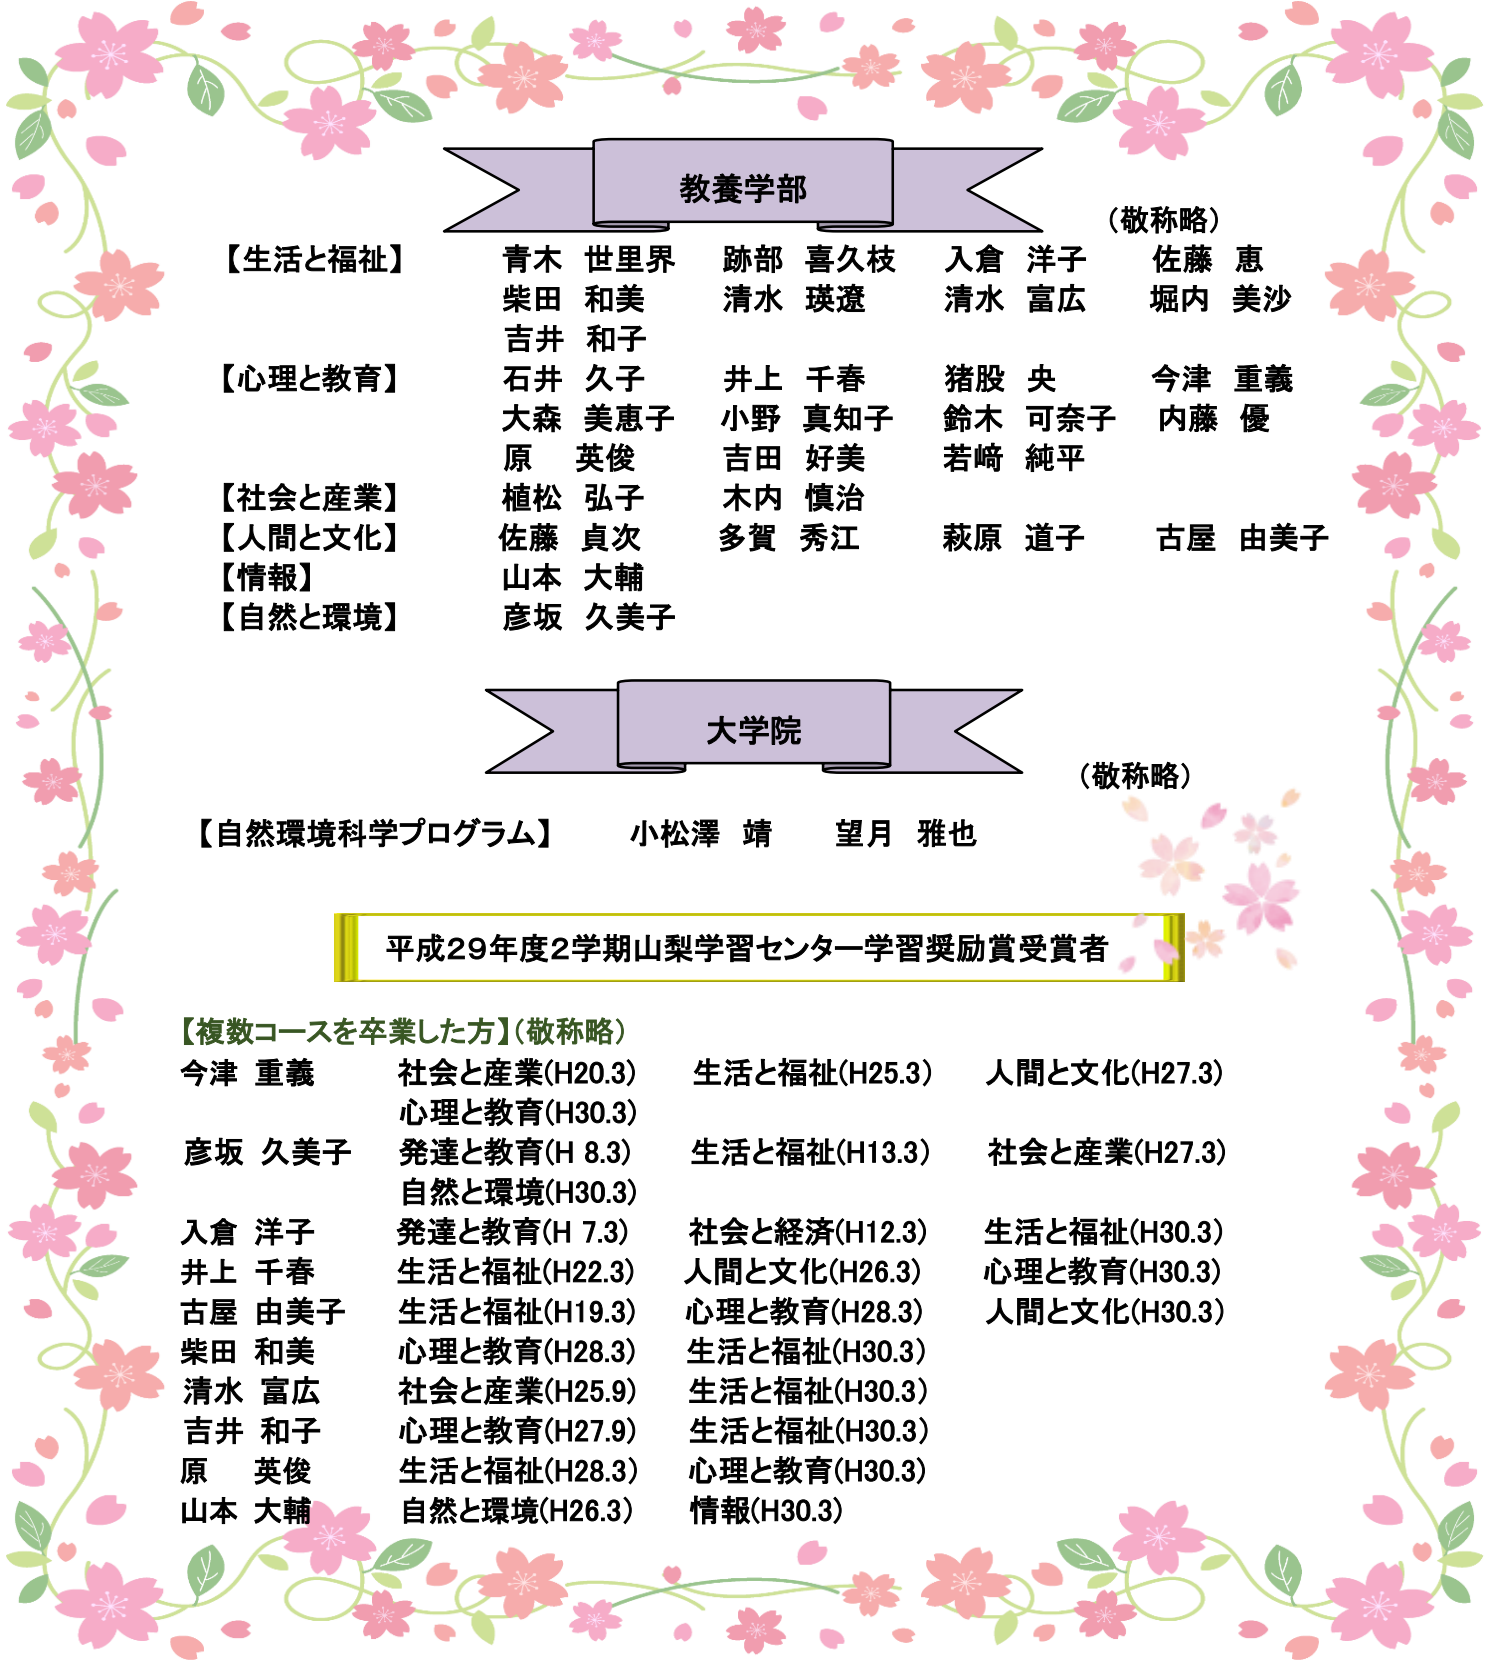 教養学部
（敬称略）
【生活と福祉】 青木 世里界 跡部 喜久枝 入倉 洋子 佐藤 恵
柴田 和美 清水 瑛遼 清水 富広 堀内 美沙
吉井 和子
【心理と教育】 石井 久子 井上 千春 猪股 央 今津 重義
大森 美恵子 小野 真知子 鈴木 可奈子 内藤 優
原 英俊 吉田 好美 若﨑 純平
【社会と産業】 植松 弘子 木内 慎治
【人間と文化】 佐藤 貞次 多賀 秀江 萩原 道子 古屋 由美子
【情報】 山本 大輔
【自然と環境】 彦坂 久美子
大学院
（敬称略）
【自然環境科学プログラム】 小松澤 靖 望月 雅也
平成２９年度２学期山梨学習センター学習奨励賞受賞者
【複数コースを卒業した方】（敬称略）
今津 重義 社会と産業(H20.3) 生活と福祉(H25.3) 人間と文化(H27.3)
心理と教育(H30.3)
彦坂 久美子 発達と教育(H 8.3) 生活と福祉(H13.3) 社会と産業(H27.3)
自然と環境(H30.3)
入倉 洋子 発達と教育(H 7.3) 社会と経済(H12.3) 生活と福祉(H30.3)
井上 千春 生活と福祉(H22.3) 人間と文化(H26.3) 心理と教育(H30.3)
古屋 由美子 生活と福祉(H19.3) 心理と教育(H28.3) 人間と文化(H30.3)
柴田 和美 心理と教育(H28.3) 生活と福祉(H30.3)
清水 富広 社会と産業(H25.9) 生活と福祉(H30.3)
吉井 和子 心理と教育(H27.9) 生活と福祉(H30.3)
原 英俊 生活と福祉(H28.3) 心理と教育(H30.3)
山本 大輔 自然と環境(H26.3) 情報(H30.3)